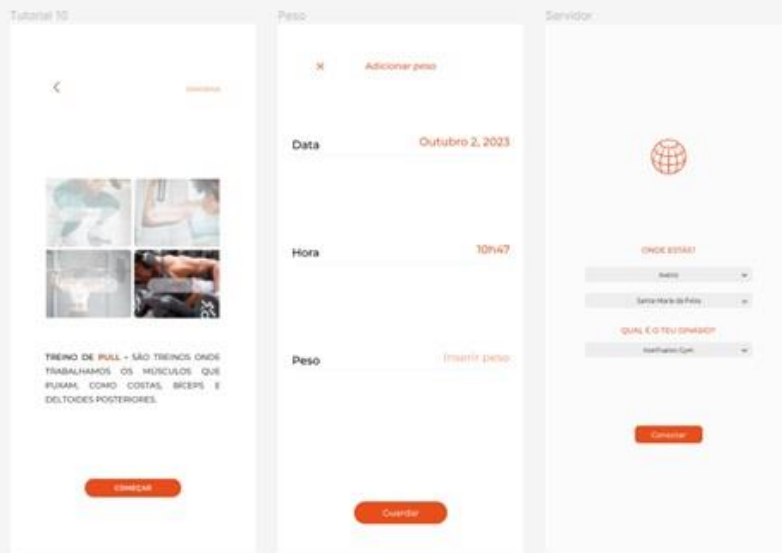 Tutorial 10
TREINO DE PULL - SÃO TREINOS ONDE
TRABALHAMOS OS MÚSCULOS QUE
PUXAM, COMO COSTAS, BÍCEPS E
DELTOIDES POSTERIORES.
COMEÇAR
Peso
Adicionar peso
Data
Outubro 2, 2023
Hora
10h47
Peso
Inserir peso
Guardar
Servidor
ONDE ESTÁS?
Aveiro
Santa Maria da Feira
QUAL É O TEU GINÁSIO?
Conectar